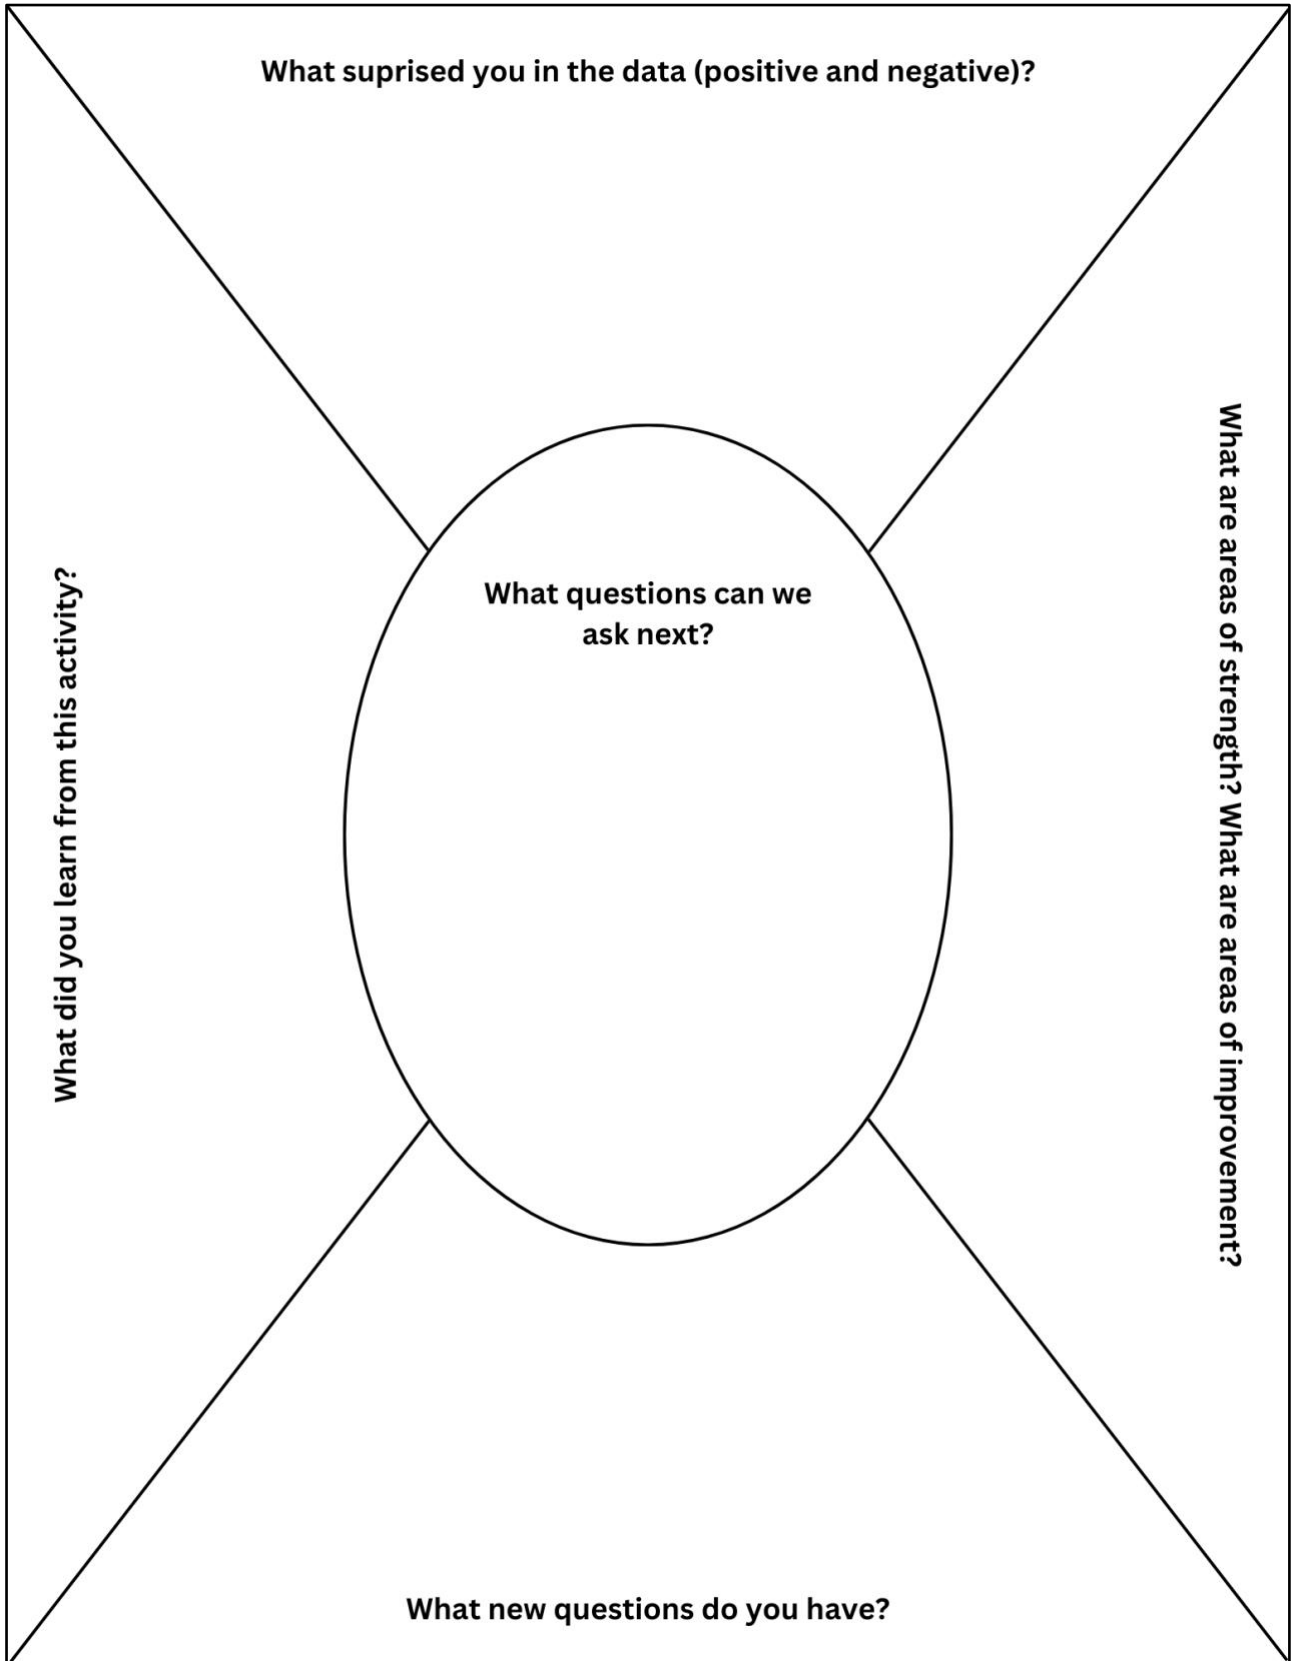 What suprised you in the data (positive and negative)?
What are areas of strength? What are areas of improvement?
What questions can we
ask next?
What did you learn from this activity?
What new questions do you have?